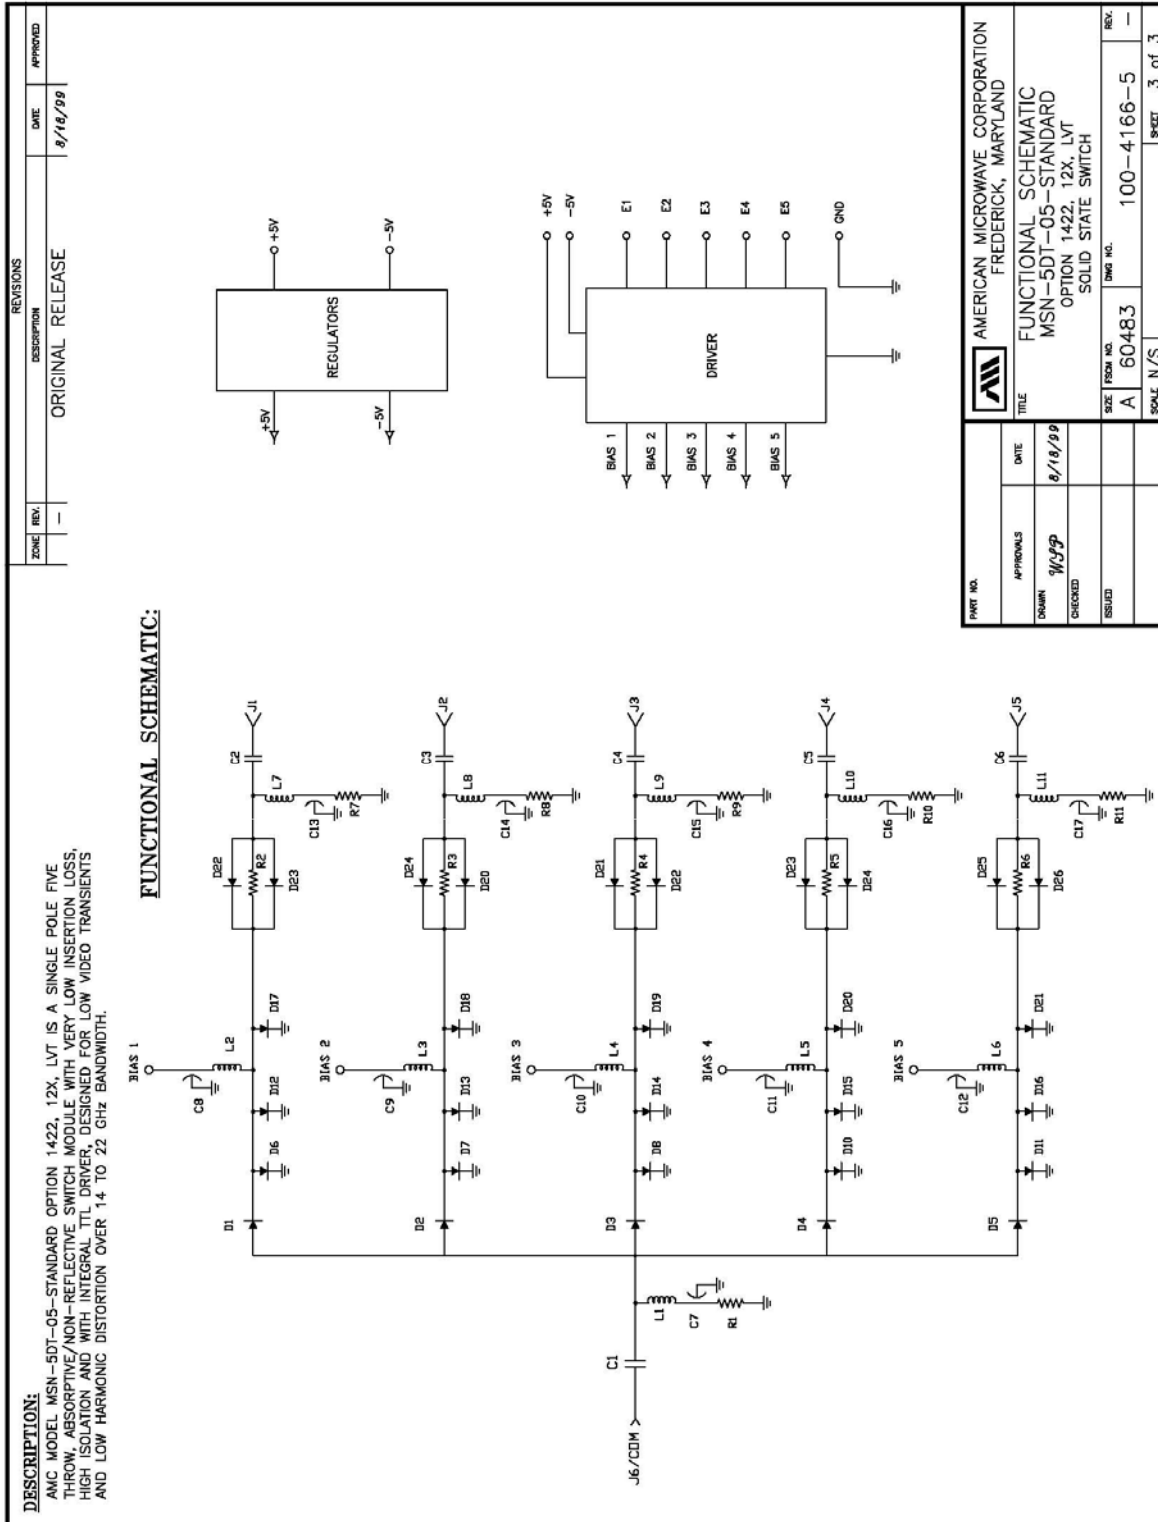 DESCRIPTION:
AMC MODEL MSN-5DT-05-STANDARD OPTION 1422, 12X, LVT IS A SINGLE POLE FIVE
THROW, ABSORPTIVE/NON-REFLECTIVE SWITCH MODULE WITH VERY LOW INSERTION LOSS,
HIGH ISOLATION AND WITH INTEGRAL TTL DRIVER, DESIGNED FOR LOW VIDEO TRANSIENTS
AND LOW HARMONIC DISTORTION OVER 14 TO 22 GHz BANDWIDTH.
REVISIONS
ZONE REV. DESCRIPTION DATE APPROVED
— ORIGINAL RELEASE 8/18/99
FUNCTIONAL SCHEMATIC:
BIAS 1
C8 L2
D1 D6 D12 D17 D22 R2 D23 C2 J1
L7 C13 R7
BIAS 2
C9 L3
D2 D7 D13 D18 D24 R3 D20 C3 J2
L8 C14 R8
BIAS 3
C10 L4
D3 D8 D14 D19 D21 R4 D22 C4 J3
L9 C15 R9
J6/COM C1 L1 C7 R1
BIAS 4
C11 L5
D4 D10 D15 D20 D23 R5 D24 C5 J4
L10 C16 R10
BIAS 5
C12 L6
D5 D11 D16 D21 D25 R6 D26 C6 J5
L11 C17 R11
+5V REGULATORS +5V
-5V -5V
+5V
-5V
BIAS 1 E1
BIAS 2 E2
BIAS 3 DRIVER E3
BIAS 4 E4
BIAS 5 E5
GND
PART NO.
APPROVALS DATE
DRAWN WSP 8/18/99
CHECKED
ISSUED
AMERICAN MICROWAVE CORPORATION
FREDERICK, MARYLAND
TITLE
FUNCTIONAL SCHEMATIC
MSN-5DT-05-STANDARD
OPTION 1422, 12X, LVT
SOLID STATE SWITCH
SIZE A FSCM NO. 60483 DWG NO. 100-4166-5 REV. —
SCALE N/S SHEET 3 of 3